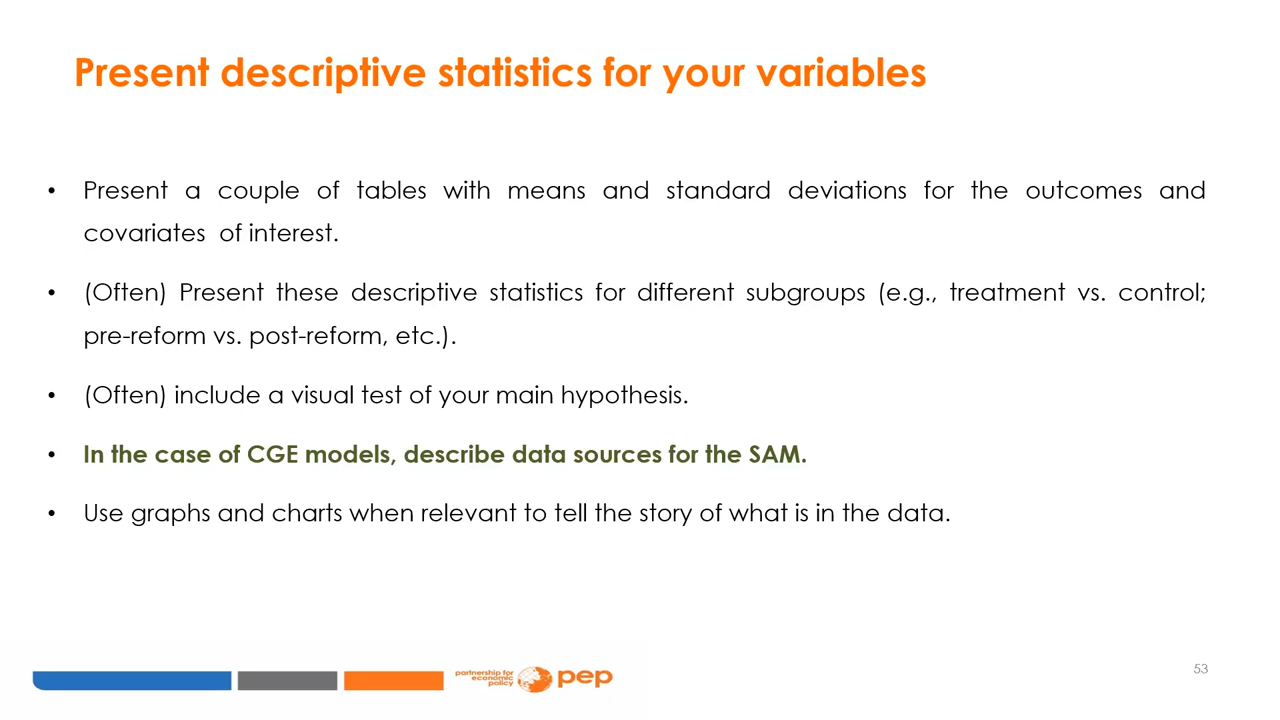 Present descriptive statistics for your variables
• Present a couple of tables with means and standard deviations for the outcomes and
covariates of interest.
• (Often) Present these descriptive statistics for different subgroups (e.g., treatment vs. control;
pre-reform vs. post-reform, etc.).
• (Often) include a visual test of your main hypothesis.
• In the case of CGE models, describe data sources for the SAM.
• Use graphs and charts when relevant to tell the story of what is in the data.
partnership for
economic
policy
pep
53